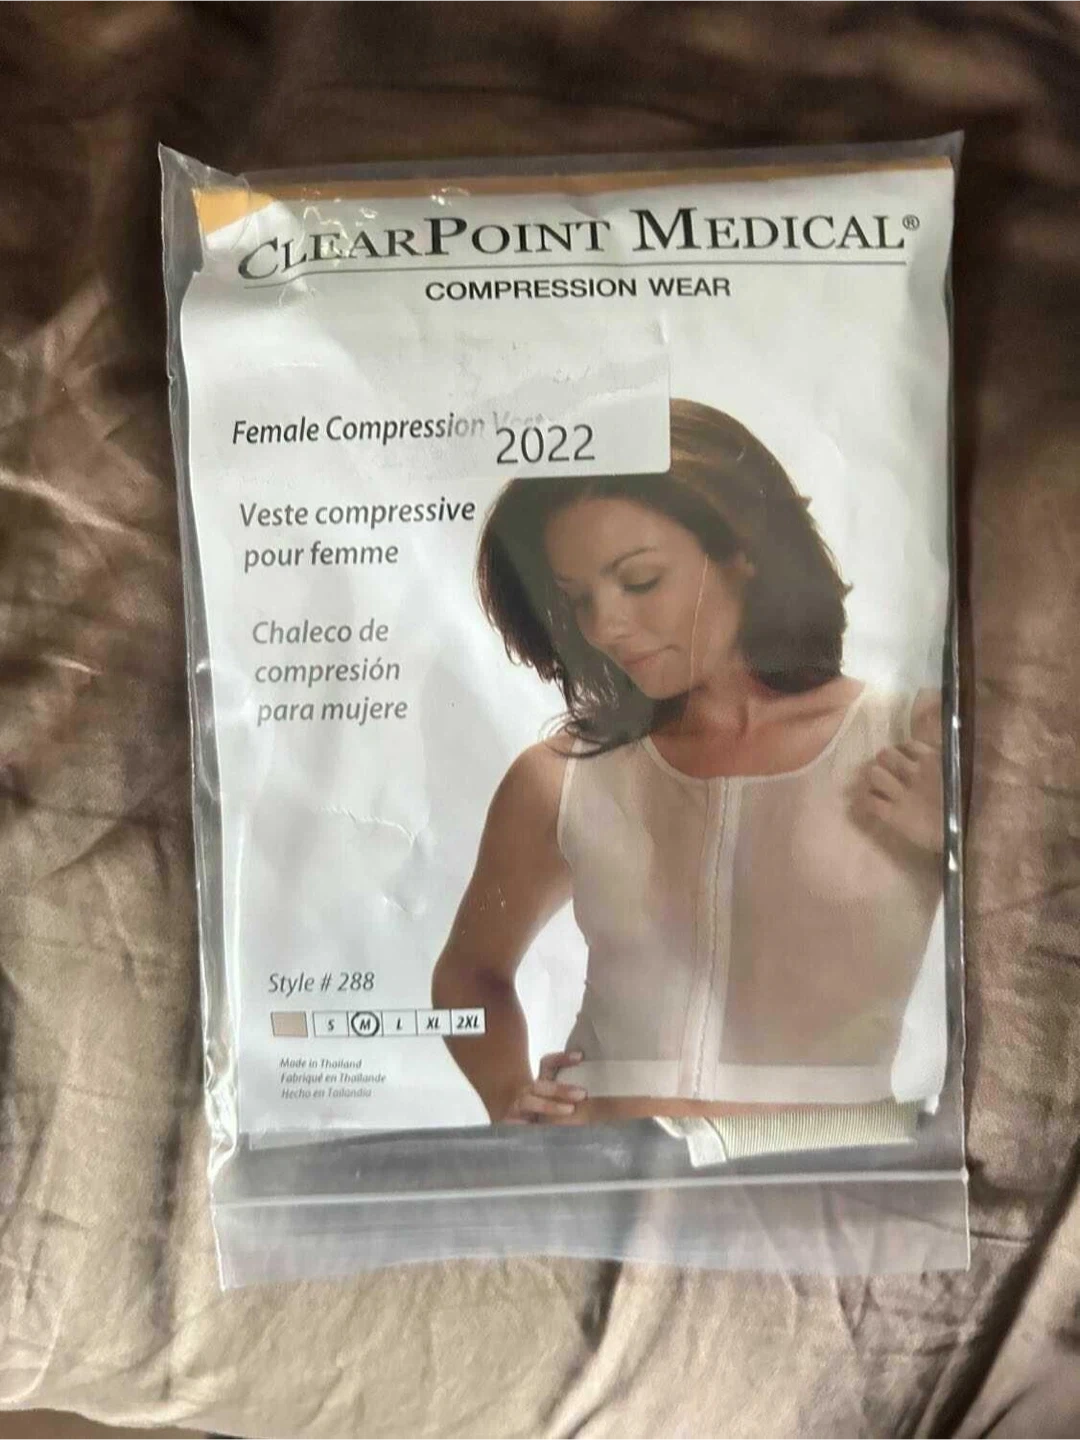 CLEARPOINT MEDICAL®
COMPRESSION WEAR
Female Compression Vest
2022
Veste compressive
pour femme
Chaleco de
compresión
para mujere
Style # 288
S M L XL 2XL
Made in Thailand
Fabriqué en Thaïlande
Hecho en Tailandia